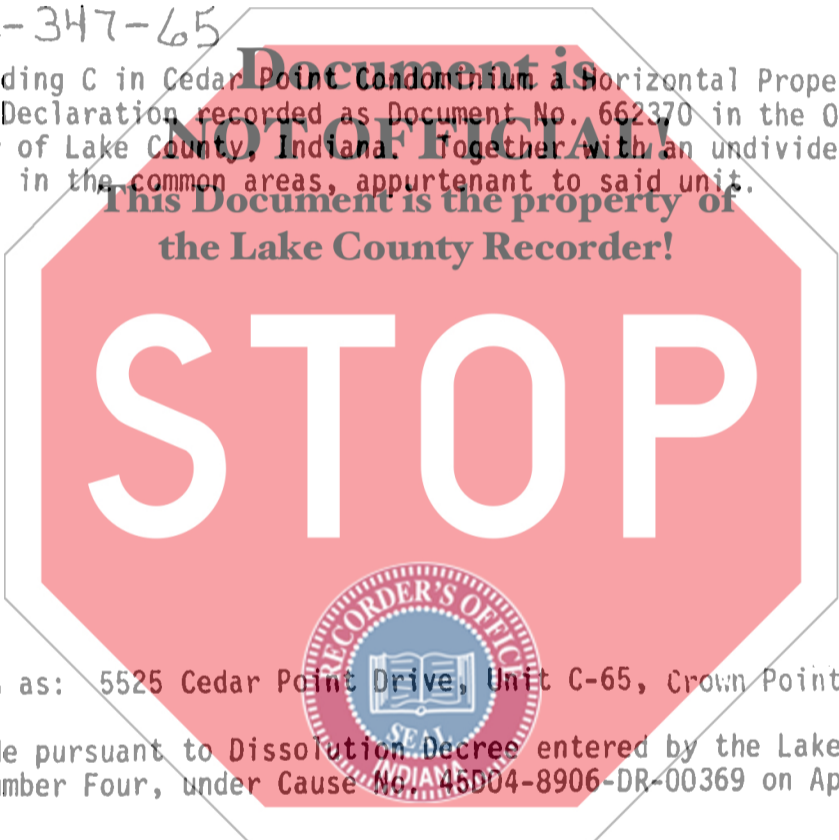 -347-65
Document is
ding C in Cedar Point Condominium a Horizontal Prope
Declaration recorded as Document No. 662370 in the O
NOT OFFICIAL!
of Lake County, Indiana. Together with an undivide
in the common areas, appurtenant to said unit.
This Document is the property of
the Lake County Recorder!
STOP
RECORDER'S OFFICE
SEAL
INDIANA
as: 5525 Cedar Point Drive, Unit C-65, Crown Point
de pursuant to Dissolution Decree entered by the Lake
umber Four, under Cause No. 45D04-8906-DR-00369 on Ap